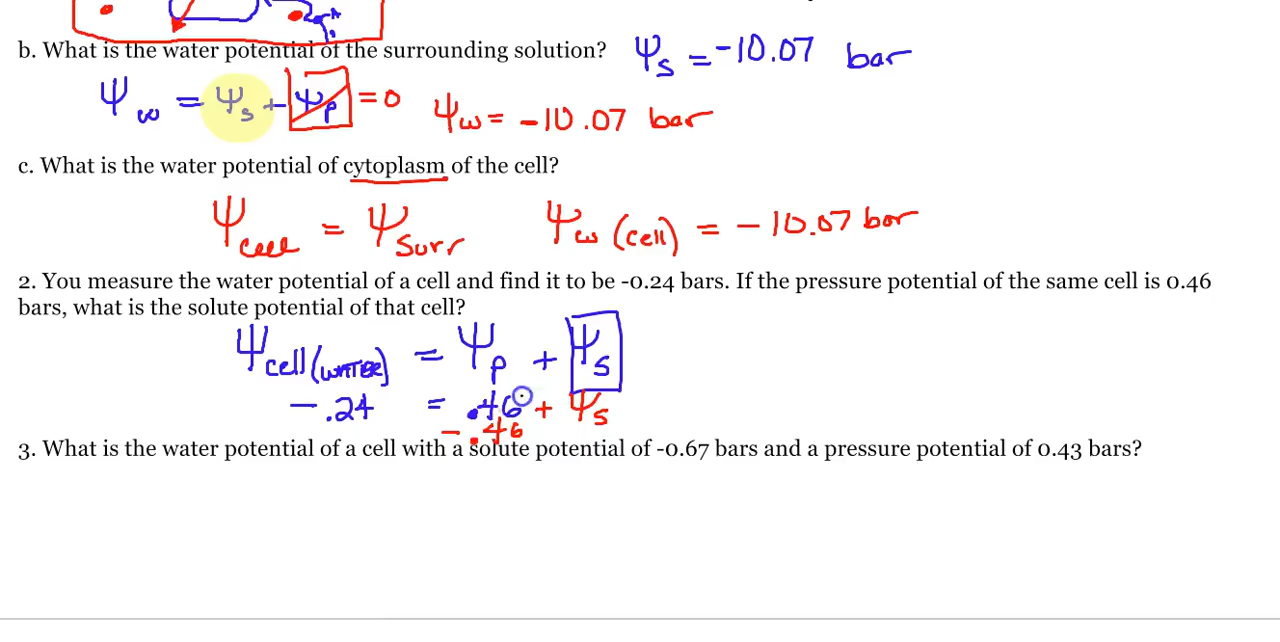 b. What is the water potential of the surrounding solution? Ψs = -10.07 bar
Ψw = Ψs + Ψp = 0 Ψw = -10.07 bar
c. What is the water potential of cytoplasm of the cell?
Ψcell = Ψsurr Ψw (cell) = -10.07 bar
2. You measure the water potential of a cell and find it to be -0.24 bars. If the pressure potential of the same cell is 0.46
bars, what is the solute potential of that cell?
Ψcell (WATER) = Ψp + Ψs
-.24 = .46 + Ψs
-.46
3. What is the water potential of a cell with a solute potential of -0.67 bars and a pressure potential of 0.43 bars?